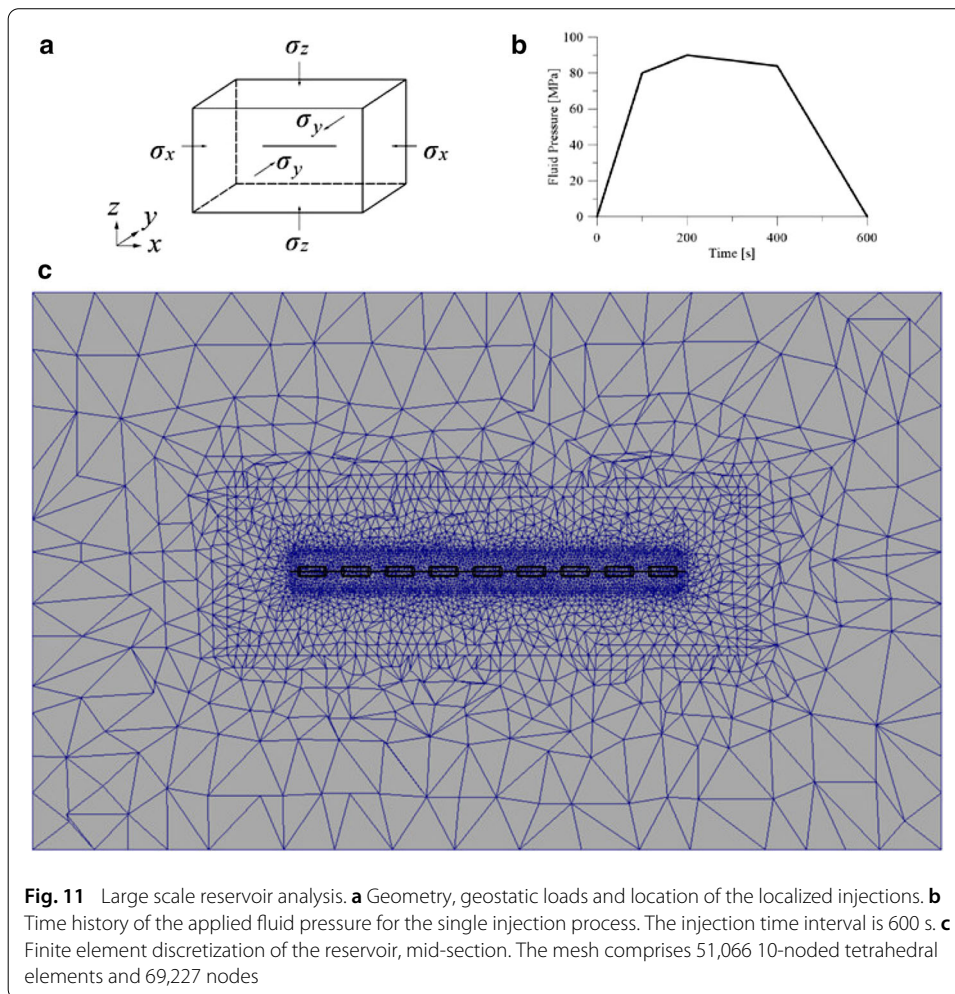 a
σz
σy
σx
σx
σy
σz
z
y
x
b
100
80
60
40
20
0
Fluid Pressure [MPa]
0
200
400
600
Time [s]
c
Fig. 11 Large scale reservoir analysis. a Geometry, geostatic loads and location of the localized injections. b
Time history of the applied fluid pressure for the single injection process. The injection time interval is 600 s. c
Finite element discretization of the reservoir, mid-section. The mesh comprises 51,066 10-noded tetrahedral
elements and 69,227 nodes